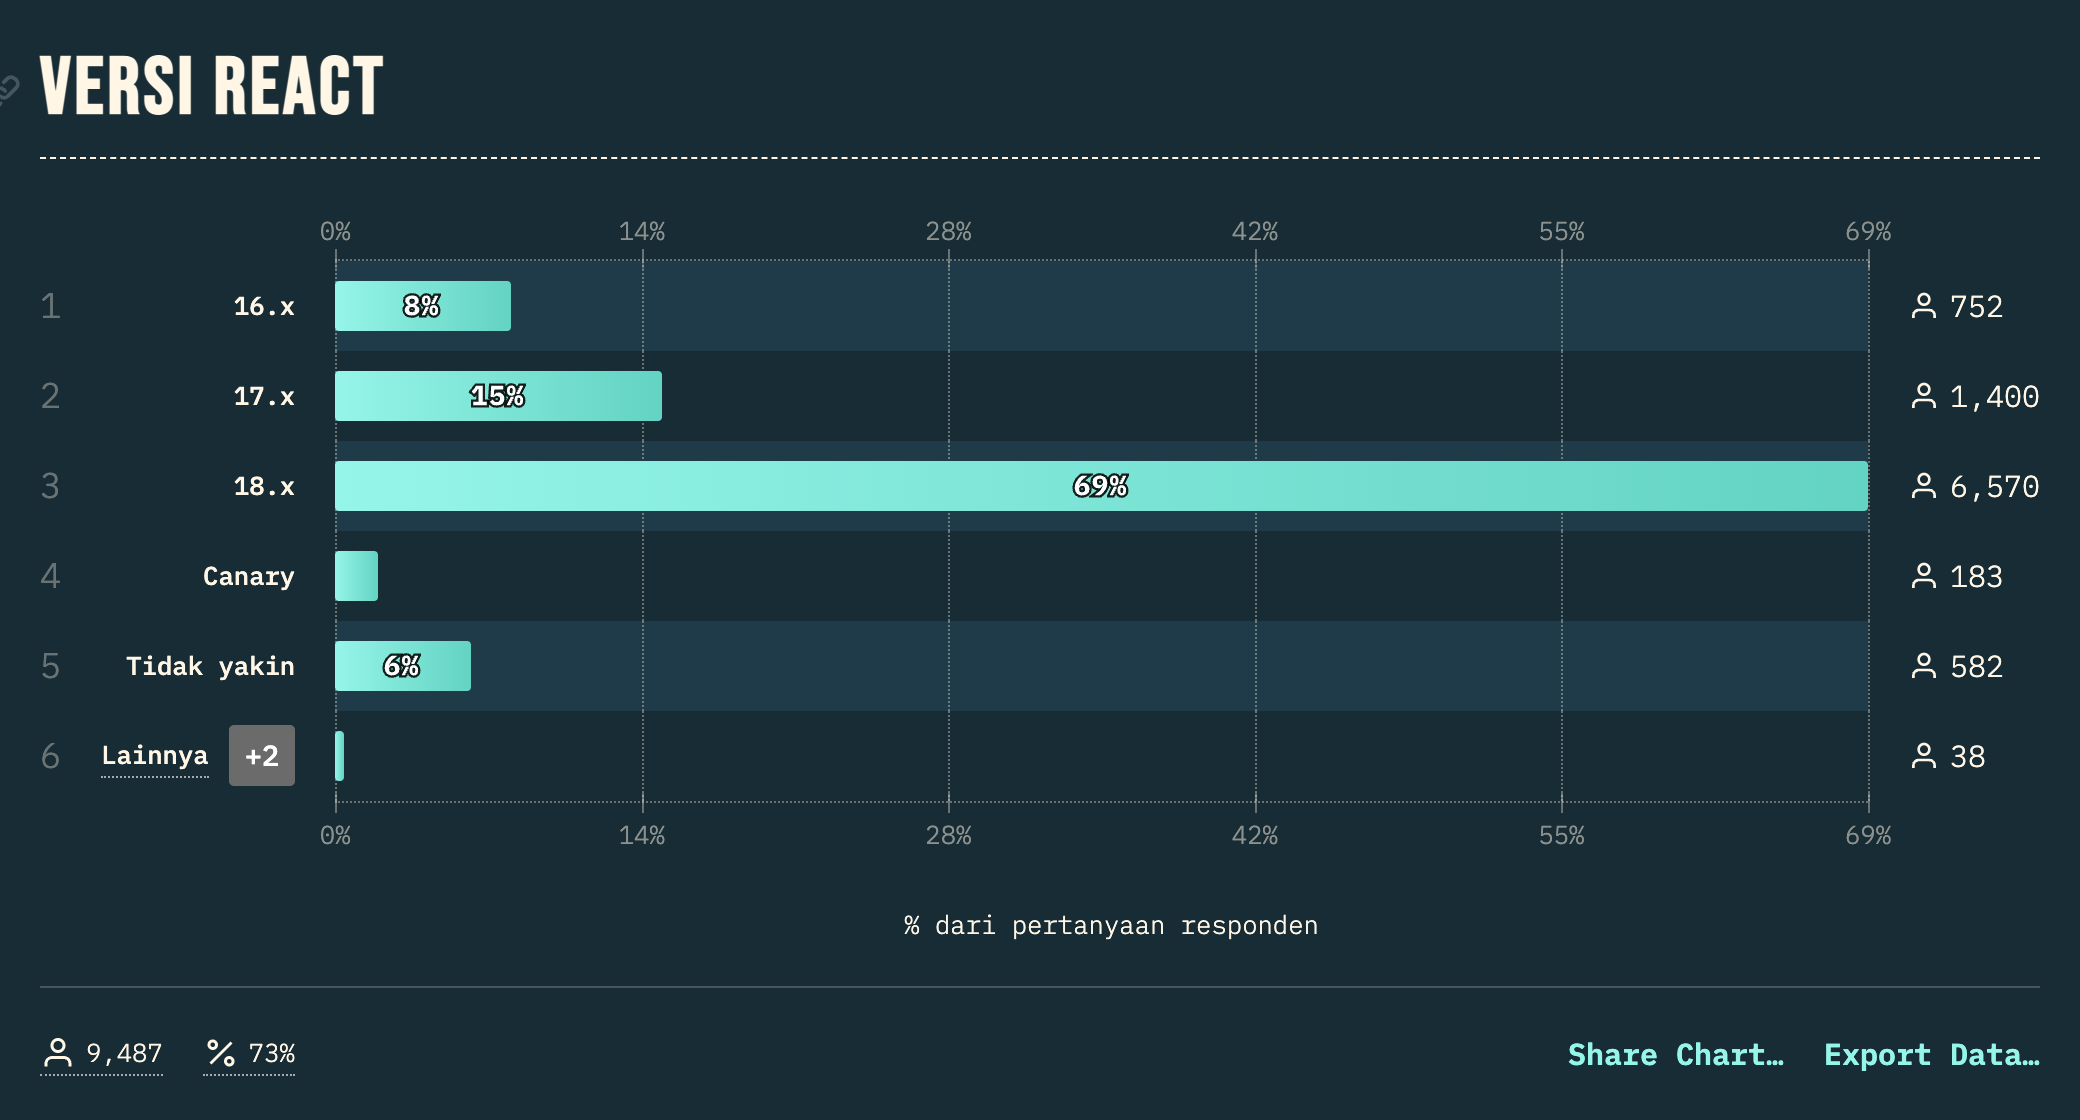 VERSI REACT
0% 14% 28% 42% 55% 69%
1 16.x 8% 752
2 17.x 15% 1,400
3 18.x 69% 6,570
4 Canary 183
5 Tidak yakin 6% 582
6 Lainnya +2 38
0% 14% 28% 42% 55% 69%
% dari pertanyaan responden
9,487 73% Share Chart… Export Data…